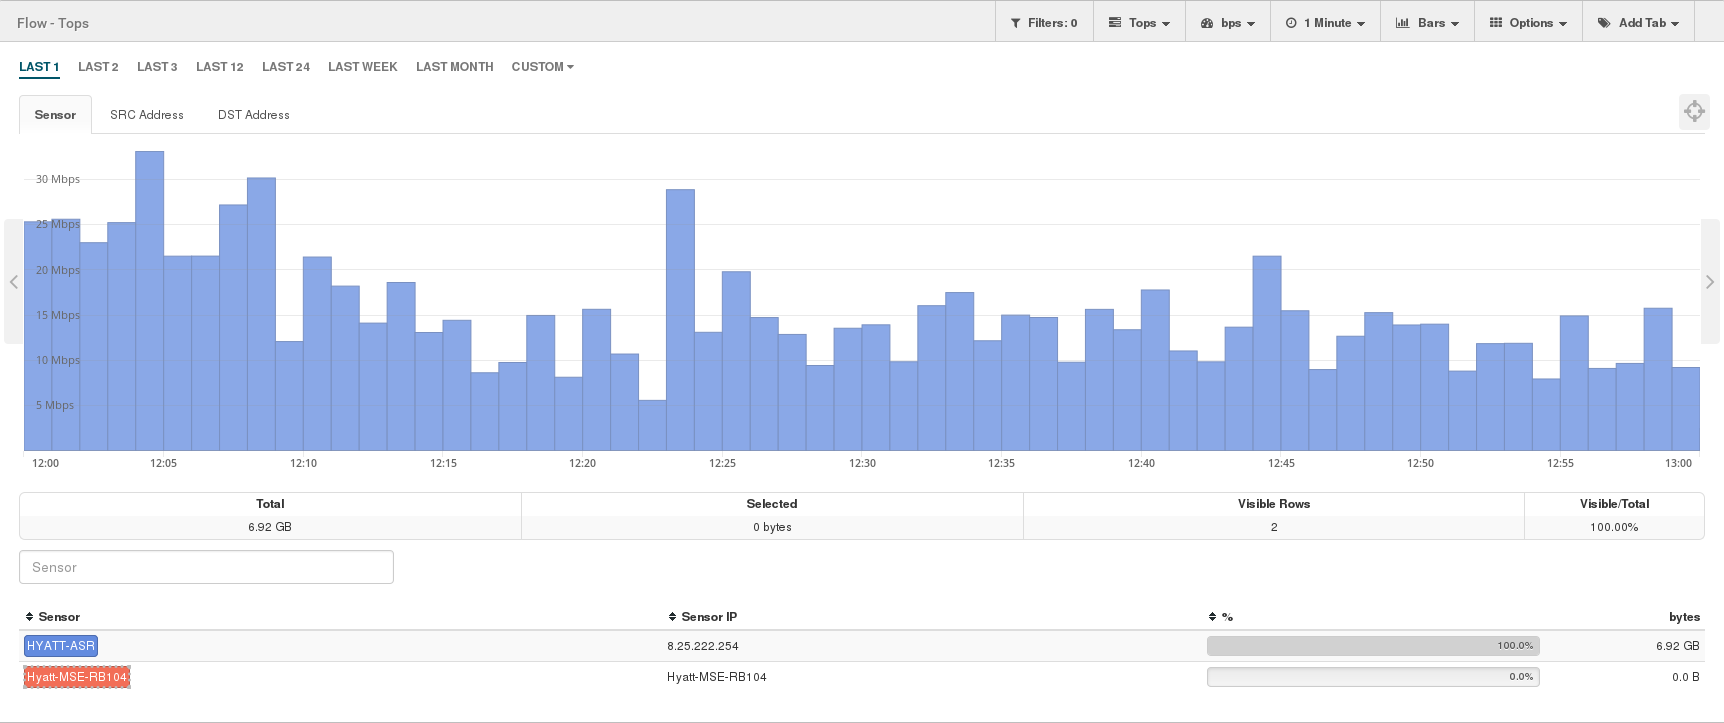 Flow - Tops
Filters: 0
Tops
bps
1 Minute
Bars
Options
Add Tab
LAST 1 LAST 2 LAST 3 LAST 12 LAST 24 LAST WEEK LAST MONTH CUSTOM
Sensor SRC Address DST Address
30 Mbps
25 Mbps
20 Mbps
15 Mbps
10 Mbps
5 Mbps
12:00 12:05 12:10 12:15 12:20 12:25 12:30 12:35 12:40 12:45 12:50 12:55 13:00
Total Selected Visible Rows Visible/Total
6.92 GB 0 bytes 2 100.00%
Sensor
Sensor Sensor IP % bytes
HYATT-ASR 8.25.222.254 100.0% 6.92 GB
Hyatt-MSE-RB104 Hyatt-MSE-RB104 0.0% 0.0 B